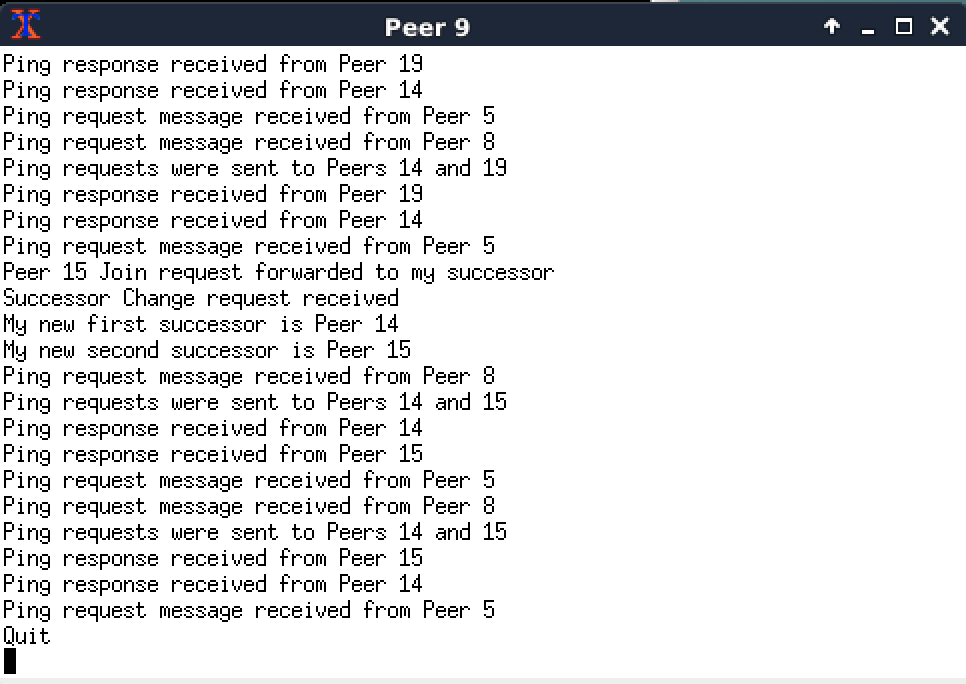 Peer 9
Ping response received from Peer 19
Ping response received from Peer 14
Ping request message received from Peer 5
Ping request message received from Peer 8
Ping requests were sent to Peers 14 and 19
Ping response received from Peer 19
Ping response received from Peer 14
Ping request message received from Peer 5
Peer 15 Join request forwarded to my successor
Successor Change request received
My new first successor is Peer 14
My new second successor is Peer 15
Ping request message received from Peer 8
Ping requests were sent to Peers 14 and 15
Ping response received from Peer 14
Ping response received from Peer 15
Ping request message received from Peer 5
Ping request message received from Peer 8
Ping requests were sent to Peers 14 and 15
Ping response received from Peer 15
Ping response received from Peer 14
Ping request message received from Peer 5
Quit